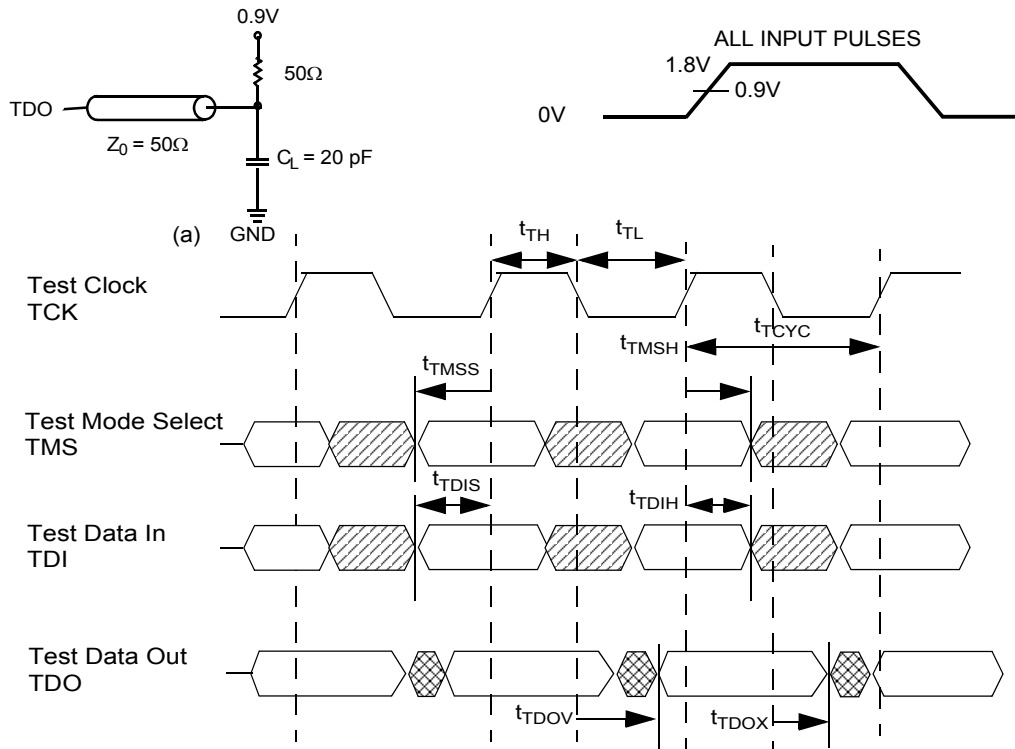 0.9V
50Ω
TDO
Z0 = 50Ω
CL = 20 pF
(a)
GND
ALL INPUT PULSES
1.8V
0.9V
0V
tTH
tTL
Test Clock
TCK
tTCYC
tTMSH
tTMSS
Test Mode Select
TMS
tTDIS
tTDIH
Test Data In
TDI
Test Data Out
TDO
tTDOV
tTDOX